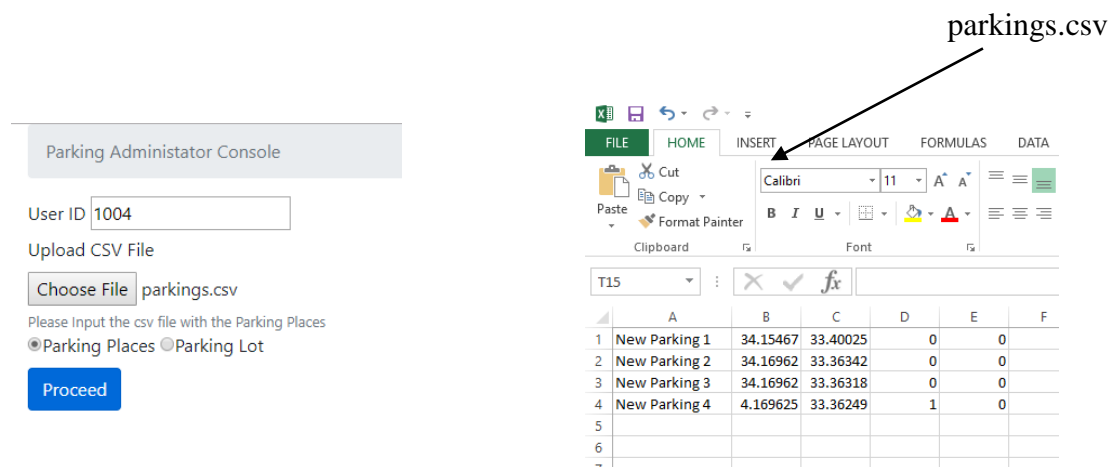 parkings.csv
Parking Administator Console
User ID 1004
Upload CSV File
Choose File parkings.csv
Please Input the csv file with the Parking Places
Parking Places Parking Lot
Proceed
FILE HOME INSERT PAGE LAYOUT FORMULAS DATA
Cut
Copy
Format Painter
Paste
Calibri 11 A A
B I U A
Clipboard Font
T15 fx
A B C D E F
1 New Parking 1 34.15467 33.40025 0 0
2 New Parking 2 34.16962 33.36342 0 0
3 New Parking 3 34.16962 33.36318 0 0
4 New Parking 4 4.169625 33.36249 1 0
5
6